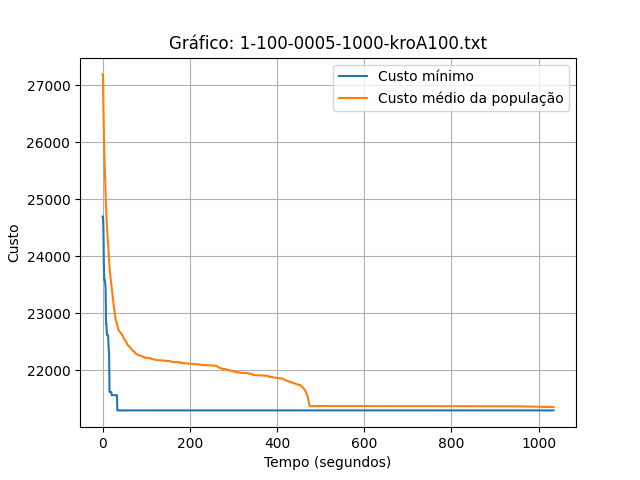 Gráfico: 1-100-0005-1000-kroA100.txt
Custo mínimo
Custo médio da população
27000
26000
25000
24000
23000
22000
Custo
0
200
400
600
800
1000
Tempo (segundos)